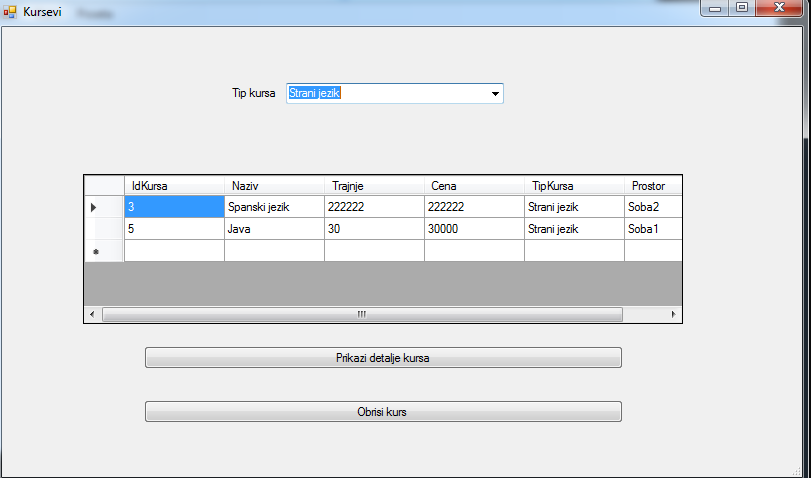 Kursevi
Tip kursa Strani jezik
IdKursa Naziv Trajnje Cena TipKursa Prostor
3 Spanski jezik 222222 222222 Strani jezik Soba2
5 Java 30 30000 Strani jezik Soba1
Prikazi detalje kursa
Obrisi kurs